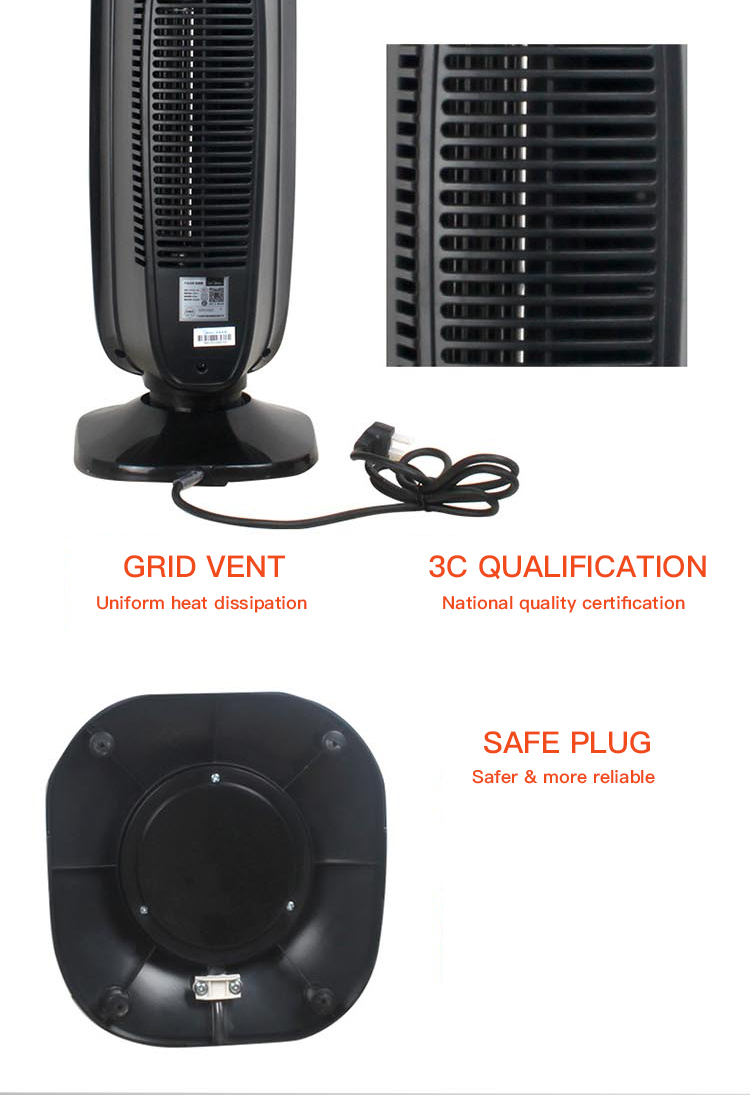 GRID VENT
Uniform heat dissipation
3C QUALIFICATION
National quality certification
SAFE PLUG
Safer & more reliable